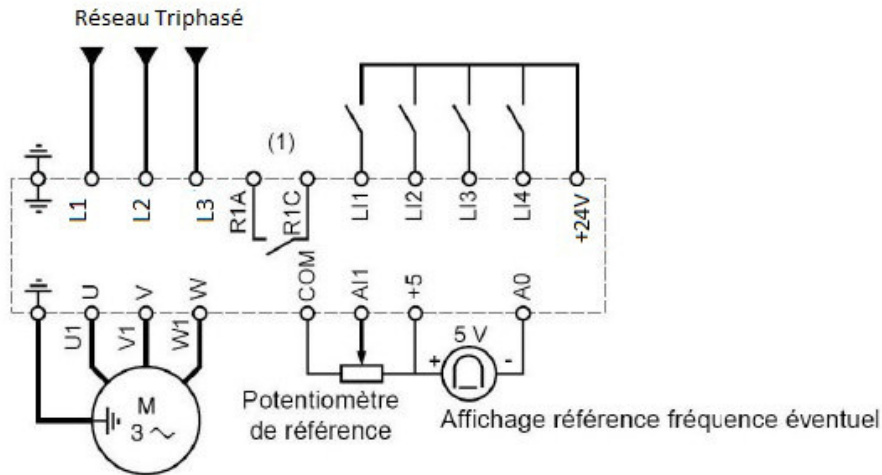 Réseau Triphasé
(1)
L1
L2
L3
R1A
R1C
LI1
LI2
LI3
LI4
+24V
U
V
W
COM
AI1
+5
A0
U1
V1
W1
5 V
+
-
M
3 ~
Potentiomètre
de référence
Affichage référence fréquence éventuel